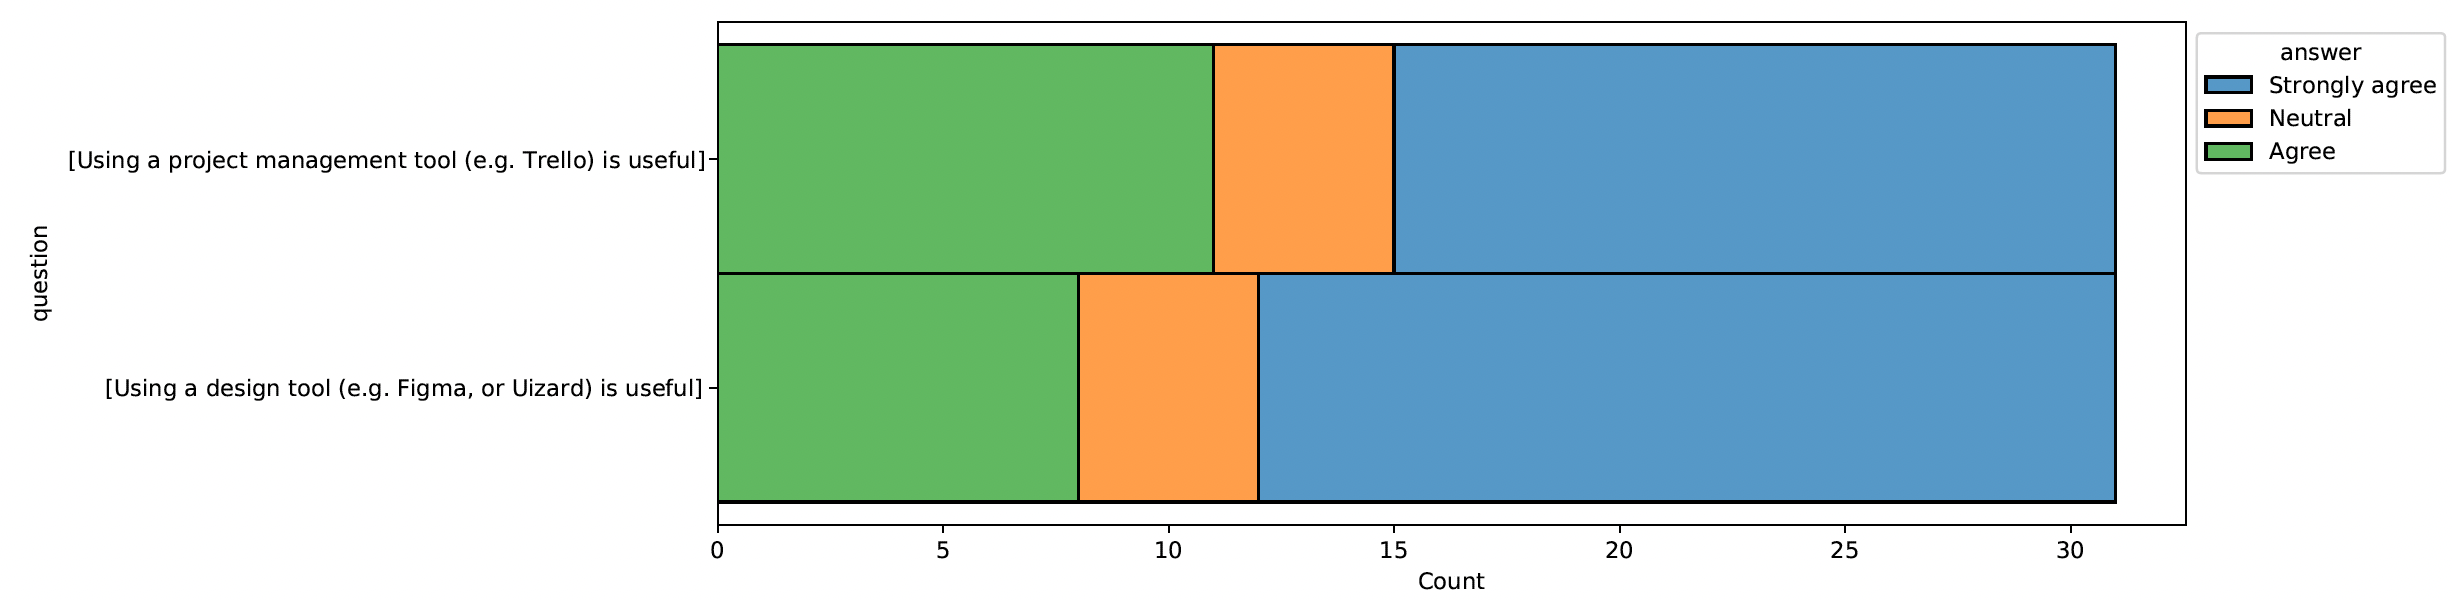 answer
Strongly agree
Neutral
Agree
[Using a project management tool (e.g. Trello) is useful]
question
[Using a design tool (e.g. Figma, or Uizard) is useful]
0 5 10 15 20 25 30
Count